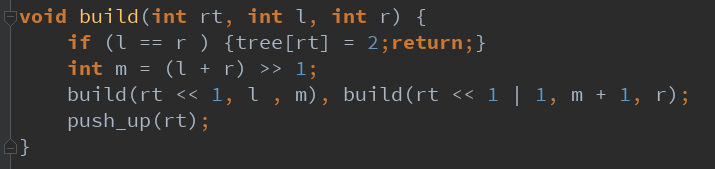 void build(int rt, int l, int r) {
    if (l == r ) {tree[rt] = 2;return;}
    int m = (l + r) >> 1;
    build(rt << 1, l , m), build(rt << 1 | 1, m + 1, r);
    push_up(rt);
}